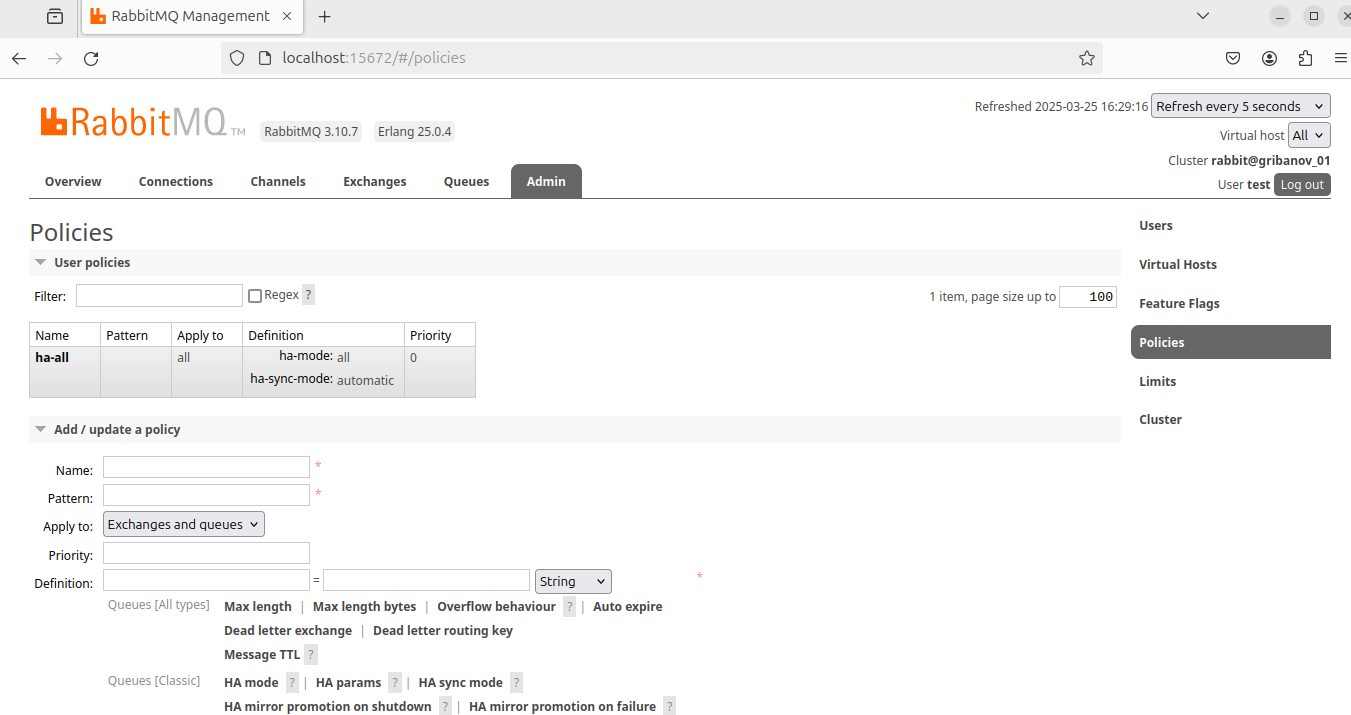 RabbitMQ Management
localhost:15672/#/policies
Refreshed 2025-03-25 16:29:16 Refresh every 5 seconds
RabbitMQ TM RabbitMQ 3.10.7 Erlang 25.0.4
Virtual host All
Cluster rabbit@gribanov_01
User test Log out
Overview Connections Channels Exchanges Queues Admin
Policies
User policies
Filter: Regex ? 1 item, page size up to 100
Name Pattern Apply to Definition Priority
ha-all all ha-mode: all 0
ha-sync-mode: automatic
Add / update a policy
Name: *
Pattern: *
Apply to: Exchanges and queues
Priority:
Definition: = String *
Queues [All types] Max length | Max length bytes | Overflow behaviour ? | Auto expire
Dead letter exchange | Dead letter routing key
Message TTL ?
Queues [Classic] HA mode ? | HA params ? | HA sync mode ?
HA mirror promotion on shutdown ? | HA mirror promotion on failure ?
Users
Virtual Hosts
Feature Flags
Policies
Limits
Cluster